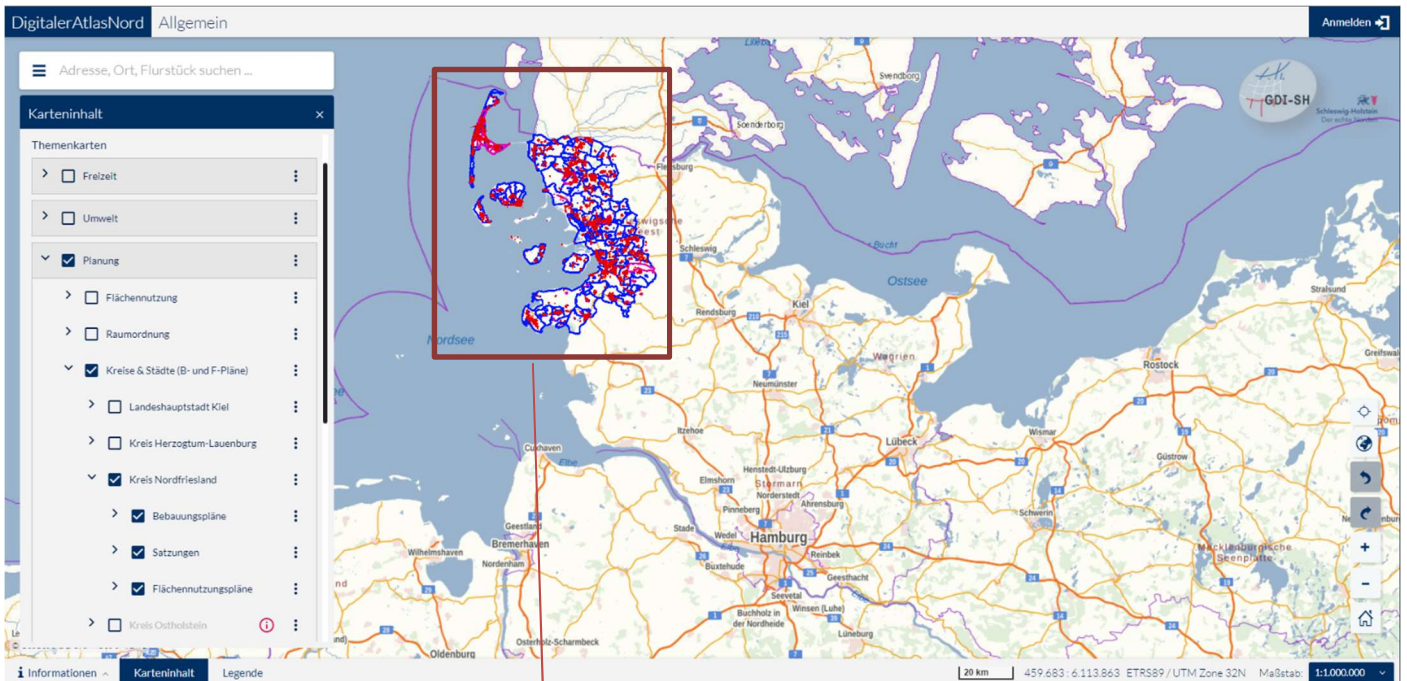 DigitalerAtlasNord Allgemein
Anmelden
Adresse, Ort, Flurstück suchen ...
Karteninhalt ×
Themenkarten
Freizeit
Umwelt
Planung
Flächennutzung
Raumordnung
Kreise & Städte (B- und F-Pläne)
Landeshauptstadt Kiel
Kreis Herzogtum-Lauenburg
Kreis Nordfriesland
Bebauungspläne
Satzungen
Flächennutzungspläne
Kreis Ostholstein
GDI-SH
Schleswig-Holstein
Der echte Norden
Svendborg
Soenderborg
Schleswig
Ostsee
Kiel
Rendsburg
Stralsund
Nordsee
Wagrien
Rostock
Neumünster
Itzehoe
Lübeck
Wismar
Güstrow
Cuxhaven
Elbe
Henstedt-Ulzburg
Elmshorn
Stormarn
Norderstedt
Pinneberg
Ahrensburg
Schwerin
Geestland
Stade
Wedel
Hamburg
Bremerhaven
Wilhelmshaven
Reinbek
Mecklenburgische
Seenplatte
Nordenham
Buxtehude
Geesthacht
Seevetal
Buchholz in
der Nordheide
Winsen (Luhe)
Lüneburg
Osterholz-Scharmbeck
Oldenburg
Informationen
Karteninhalt
Legende
20 km
459.683 : 6.113.863 ETRS89 / UTM Zone 32N Maßstab: 1:1.000.000